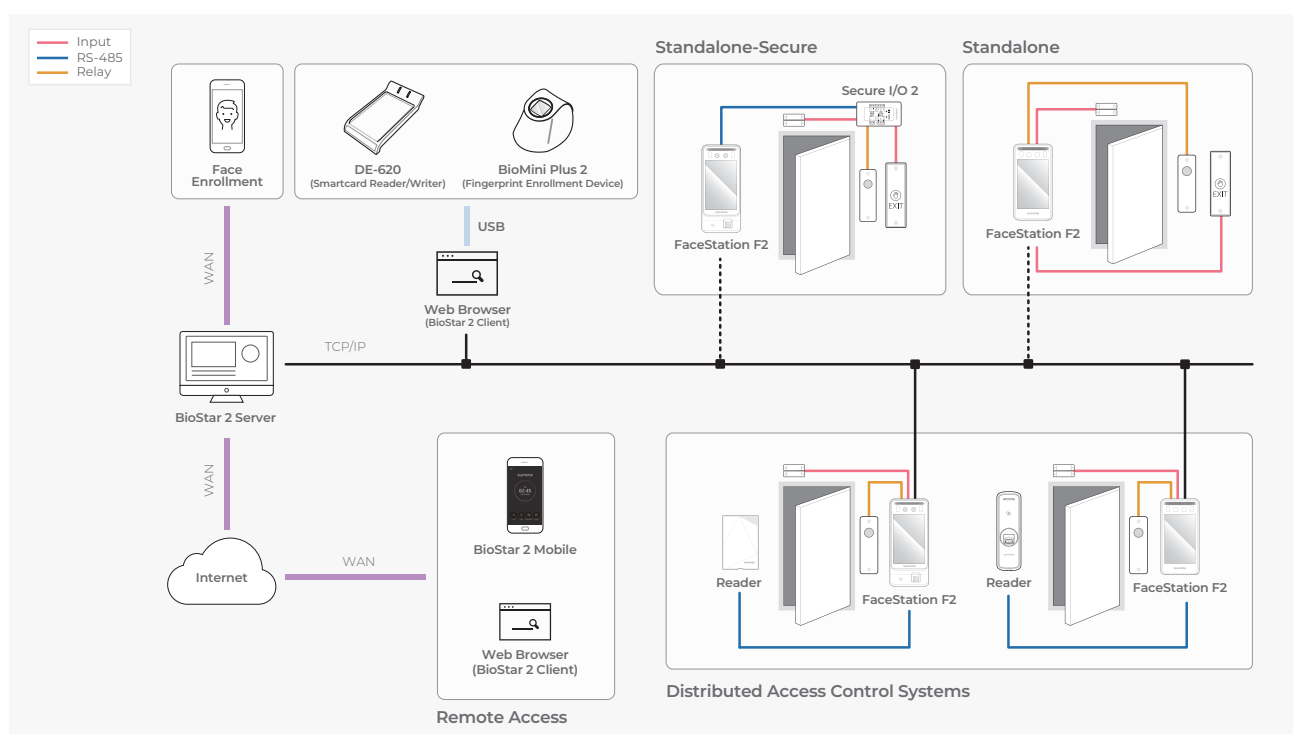 Input
RS-485
Relay
Face
Enrollment
DE-620
(Smartcard Reader/Writer)
BioMini Plus 2
(Fingerprint Enrollment Device)
Standalone-Secure
Secure I/O 2
EXIT
FaceStation F2
Standalone
EXIT
FaceStation F2
WAN
USB
Web Browser
(BioStar 2 Client)
TCP/IP
BioStar 2 Server
WAN
Internet
WAN
02:45
BioStar 2 Mobile
Web Browser
(BioStar 2 Client)
Remote Access
Reader
FaceStation F2
Reader
FaceStation F2
Distributed Access Control Systems